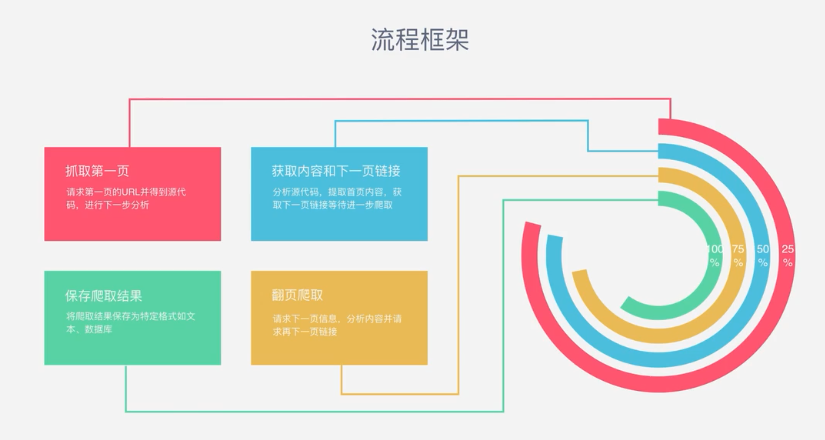 流程框架
抓取第一页
请求第一页的URL并得到源代
码，进行下一步分析
获取内容和下一页链接
分析源代码，提取首页内容，获
取下一页链接等待进一步爬取
保存爬取结果
将爬取结果保存为特定格式如文
本、数据库
翻页爬取
请求下一页信息，分析内容并请
求再下一页链接
100
%
75
%
50
%
25
%